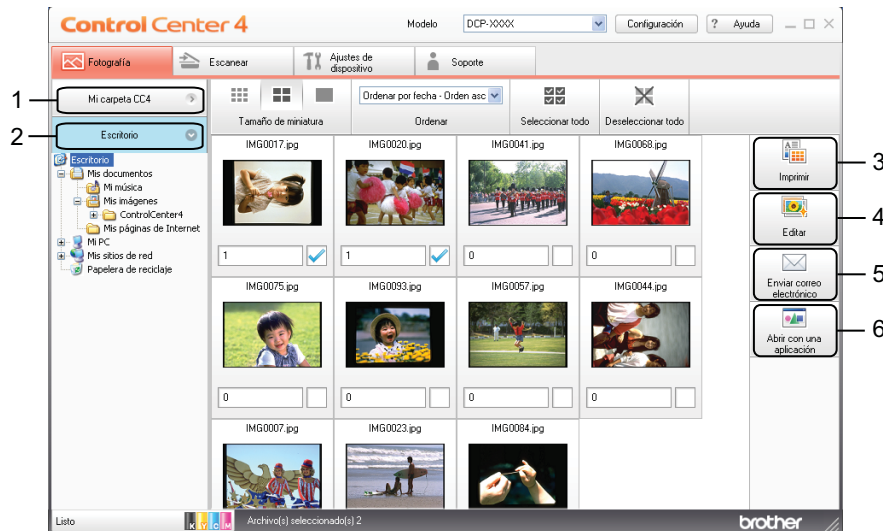 Control Center 4
Modelo
DCP-XXXX
Configuración
? Ayuda
Fotografía
Escanear
Ajustes de
dispositivo
Soporte
1
Mi carpeta CC4
2
Escritorio
Tamaño de miniatura
Ordenar por fecha - Orden asc
Ordenar
Seleccionar todo
Deseleccionar todo
Escritorio
Mis documentos
Mi música
Mis imágenes
ControlCenter4
Mis páginas de Internet
Mi PC
Mis sitios de red
Papelera de reciclaje
IMG0017.jpg
IMG0020.jpg
IMG0041.jpg
IMG0068.jpg
1
1
0
0
IMG0075.jpg
IMG0093.jpg
IMG0057.jpg
IMG0044.jpg
0
0
0
0
IMG0007.jpg
IMG0023.jpg
IMG0084.jpg
Imprimir
3
Editar
4
Enviar correo
electrónico
5
Abrir con una
aplicación
6
Listo
K Y C M
Archivo(s) seleccionado(s) 2
brother